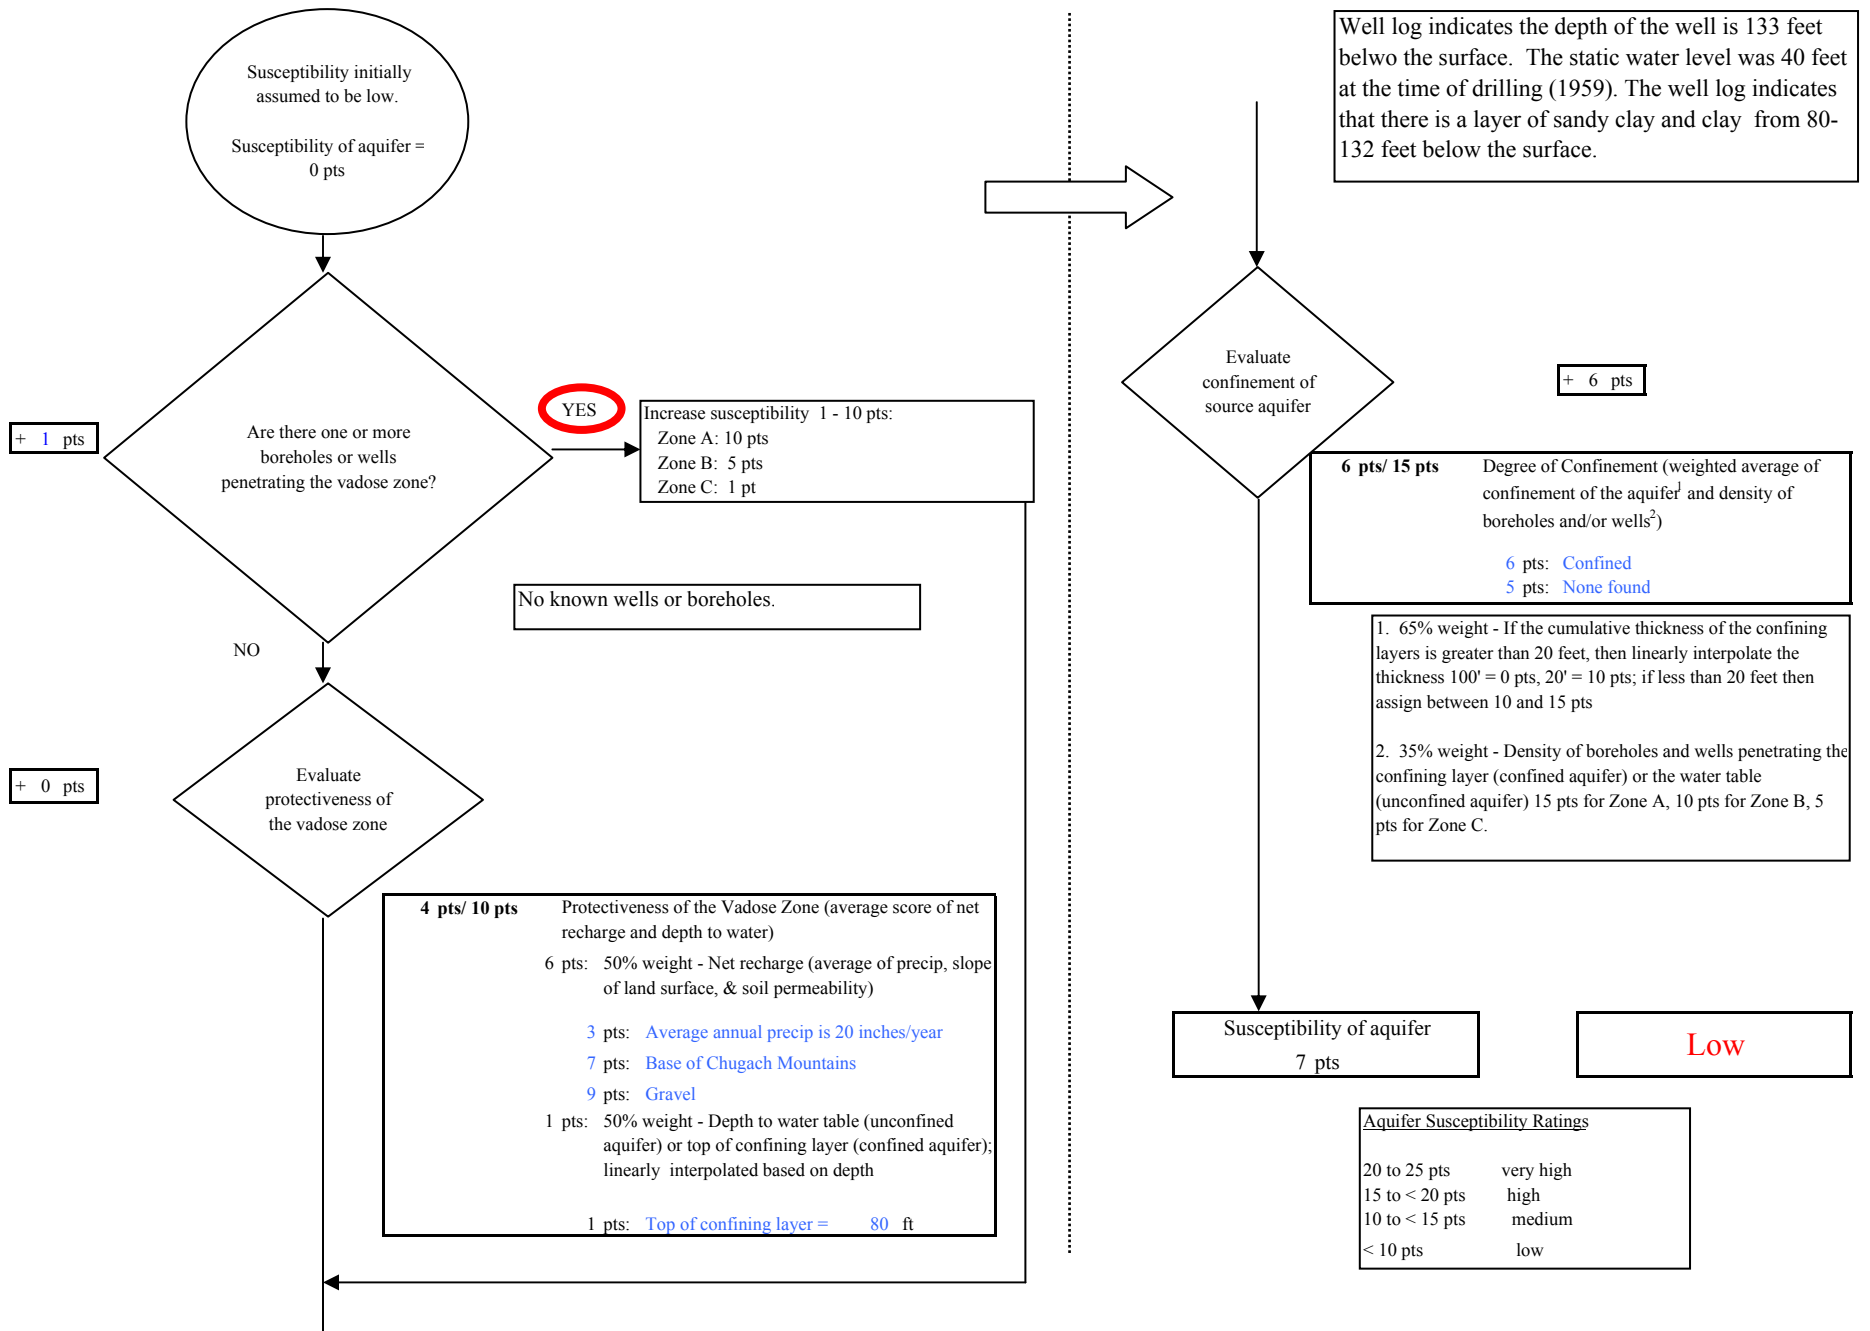 Susceptibility initially
assumed to be low.
Susceptibility of aquifer =
0 pts
+ 1 pts
Are there one or more
boreholes or wells
penetrating the vadose zone?
YES
Increase susceptibility 1 - 10 pts:
Zone A: 10 pts
Zone B: 5 pts
Zone C: 1 pt
No known wells or boreholes.
NO
+ 0 pts
Evaluate
protectiveness of
the vadose zone
4 pts/ 10 pts Protectiveness of the Vadose Zone (average score of net
recharge and depth to water)
6 pts: 50% weight - Net recharge (average of precip, slope
of land surface, & soil permeability)
3 pts: Average annual precip is 20 inches/year
7 pts: Base of Chugach Mountains
9 pts: Gravel
1 pts: 50% weight - Depth to water table (unconfined
aquifer) or top of confining layer (confined aquifer);
linearly interpolated based on depth
1 pts: Top of confining layer = 80 ft
Well log indicates the depth of the well is 133 feet
belwo the surface. The static water level was 40 feet
at the time of drilling (1959). The well log indicates
that there is a layer of sandy clay and clay from 80-
132 feet below the surface.
Evaluate
confinement of
source aquifer
+ 6 pts
6 pts/ 15 pts Degree of Confinement (weighted average of
confinement of the aquifer1 and density of
boreholes and/or wells2)
6 pts: Confined
5 pts: None found
1. 65% weight - If the cumulative thickness of the confining
layers is greater than 20 feet, then linearly interpolate the
thickness 100' = 0 pts, 20' = 10 pts; if less than 20 feet then
assign between 10 and 15 pts
2. 35% weight - Density of boreholes and wells penetrating the
confining layer (confined aquifer) or the water table
(unconfined aquifer) 15 pts for Zone A, 10 pts for Zone B, 5
pts for Zone C.
Susceptibility of aquifer
7 pts
Low
Aquifer Susceptibility Ratings
20 to 25 pts very high
15 to < 20 pts high
10 to < 15 pts medium
< 10 pts low